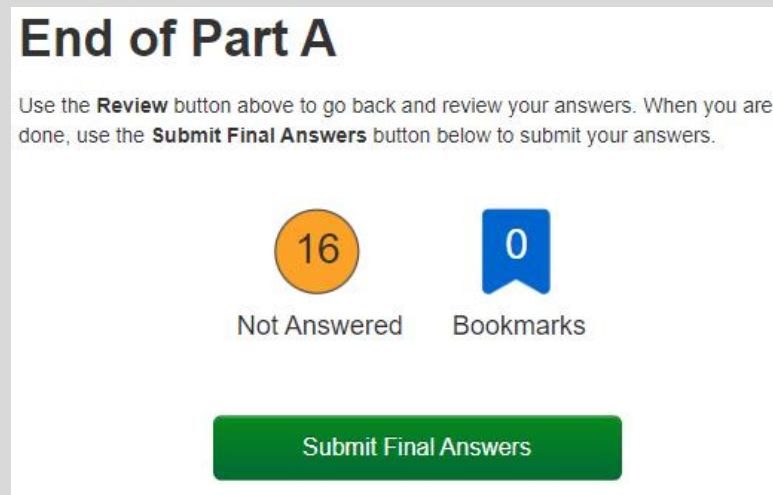 End of Part A
Use the Review button above to go back and review your answers. When you are
done, use the Submit Final Answers button below to submit your answers.
16
0
Not Answered
Bookmarks
Submit Final Answers